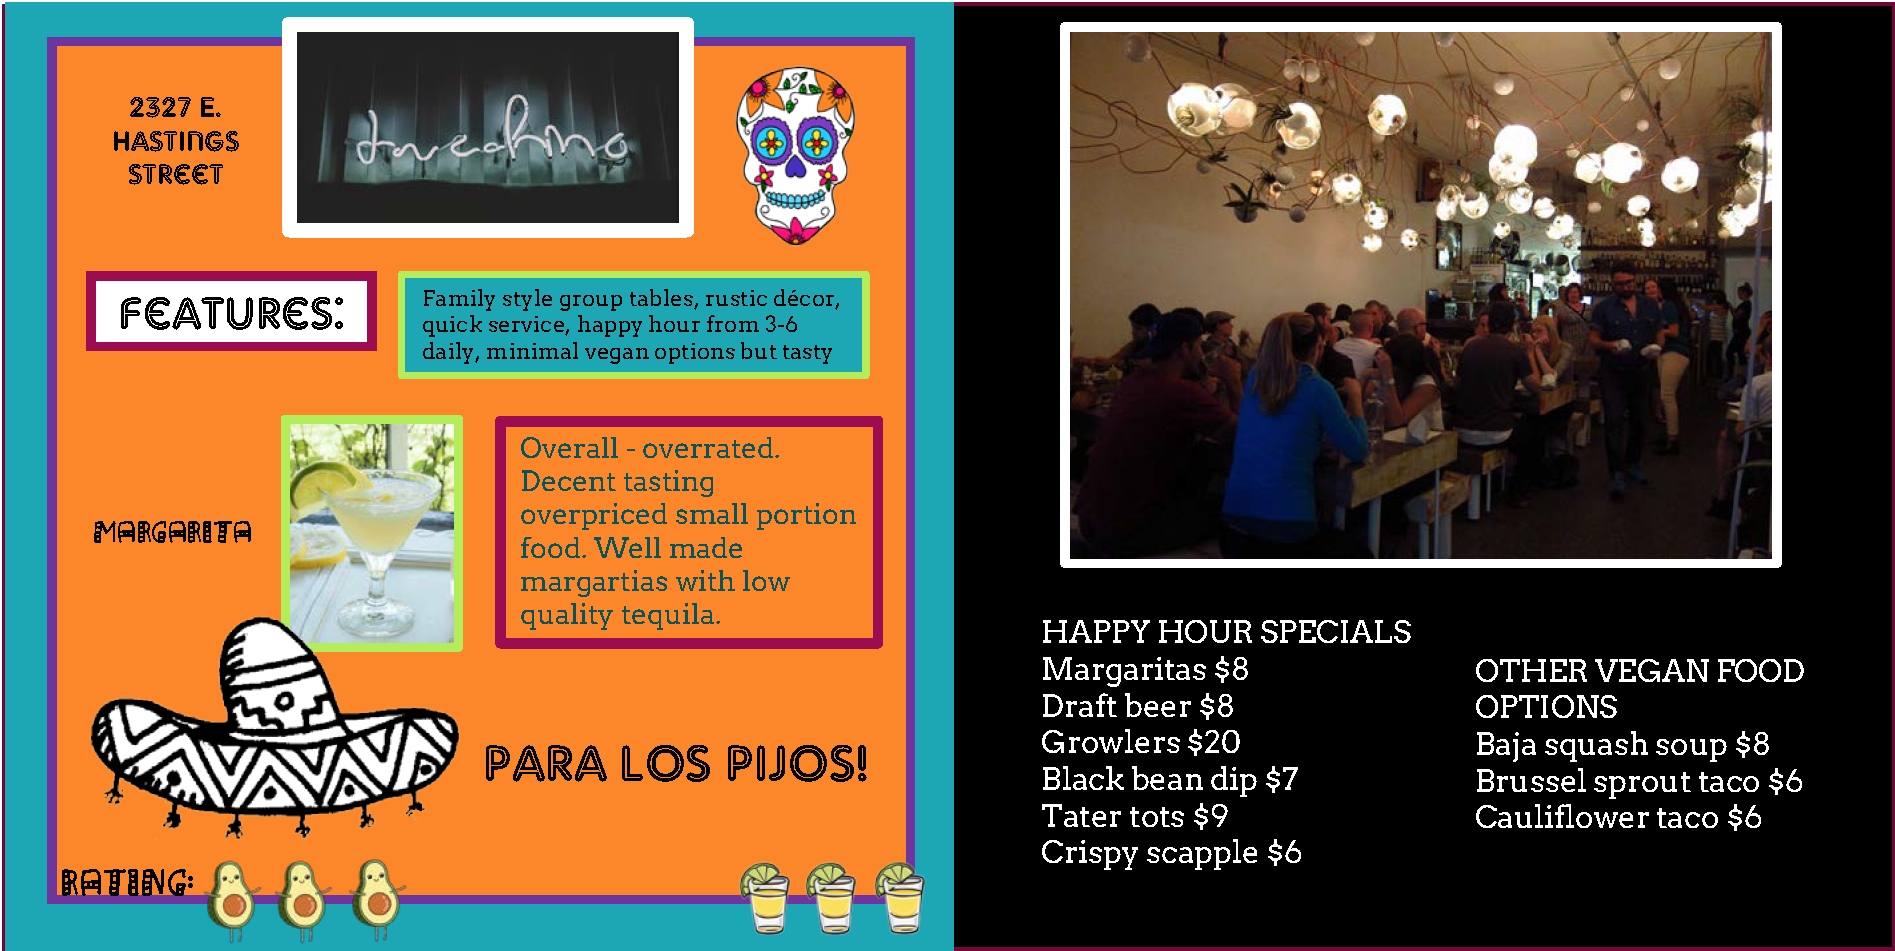 2327 E.
HASTINGS
STREET
FEATURES:
Family style group tables, rustic décor,
quick service, happy hour from 3-6
daily, minimal vegan options but tasty
MARGARITA
Overall - overrated.
Decent tasting
overpriced small portion
food. Well made
margartias with low
quality tequila.
PARA LOS PIJOS!
RATING:
HAPPY HOUR SPECIALS
Margaritas $8
Draft beer $8
Growlers $20
Black bean dip $7
Tater tots $9
Crispy scapple $6
OTHER VEGAN FOOD
OPTIONS
Baja squash soup $8
Brussel sprout taco $6
Cauliflower taco $6